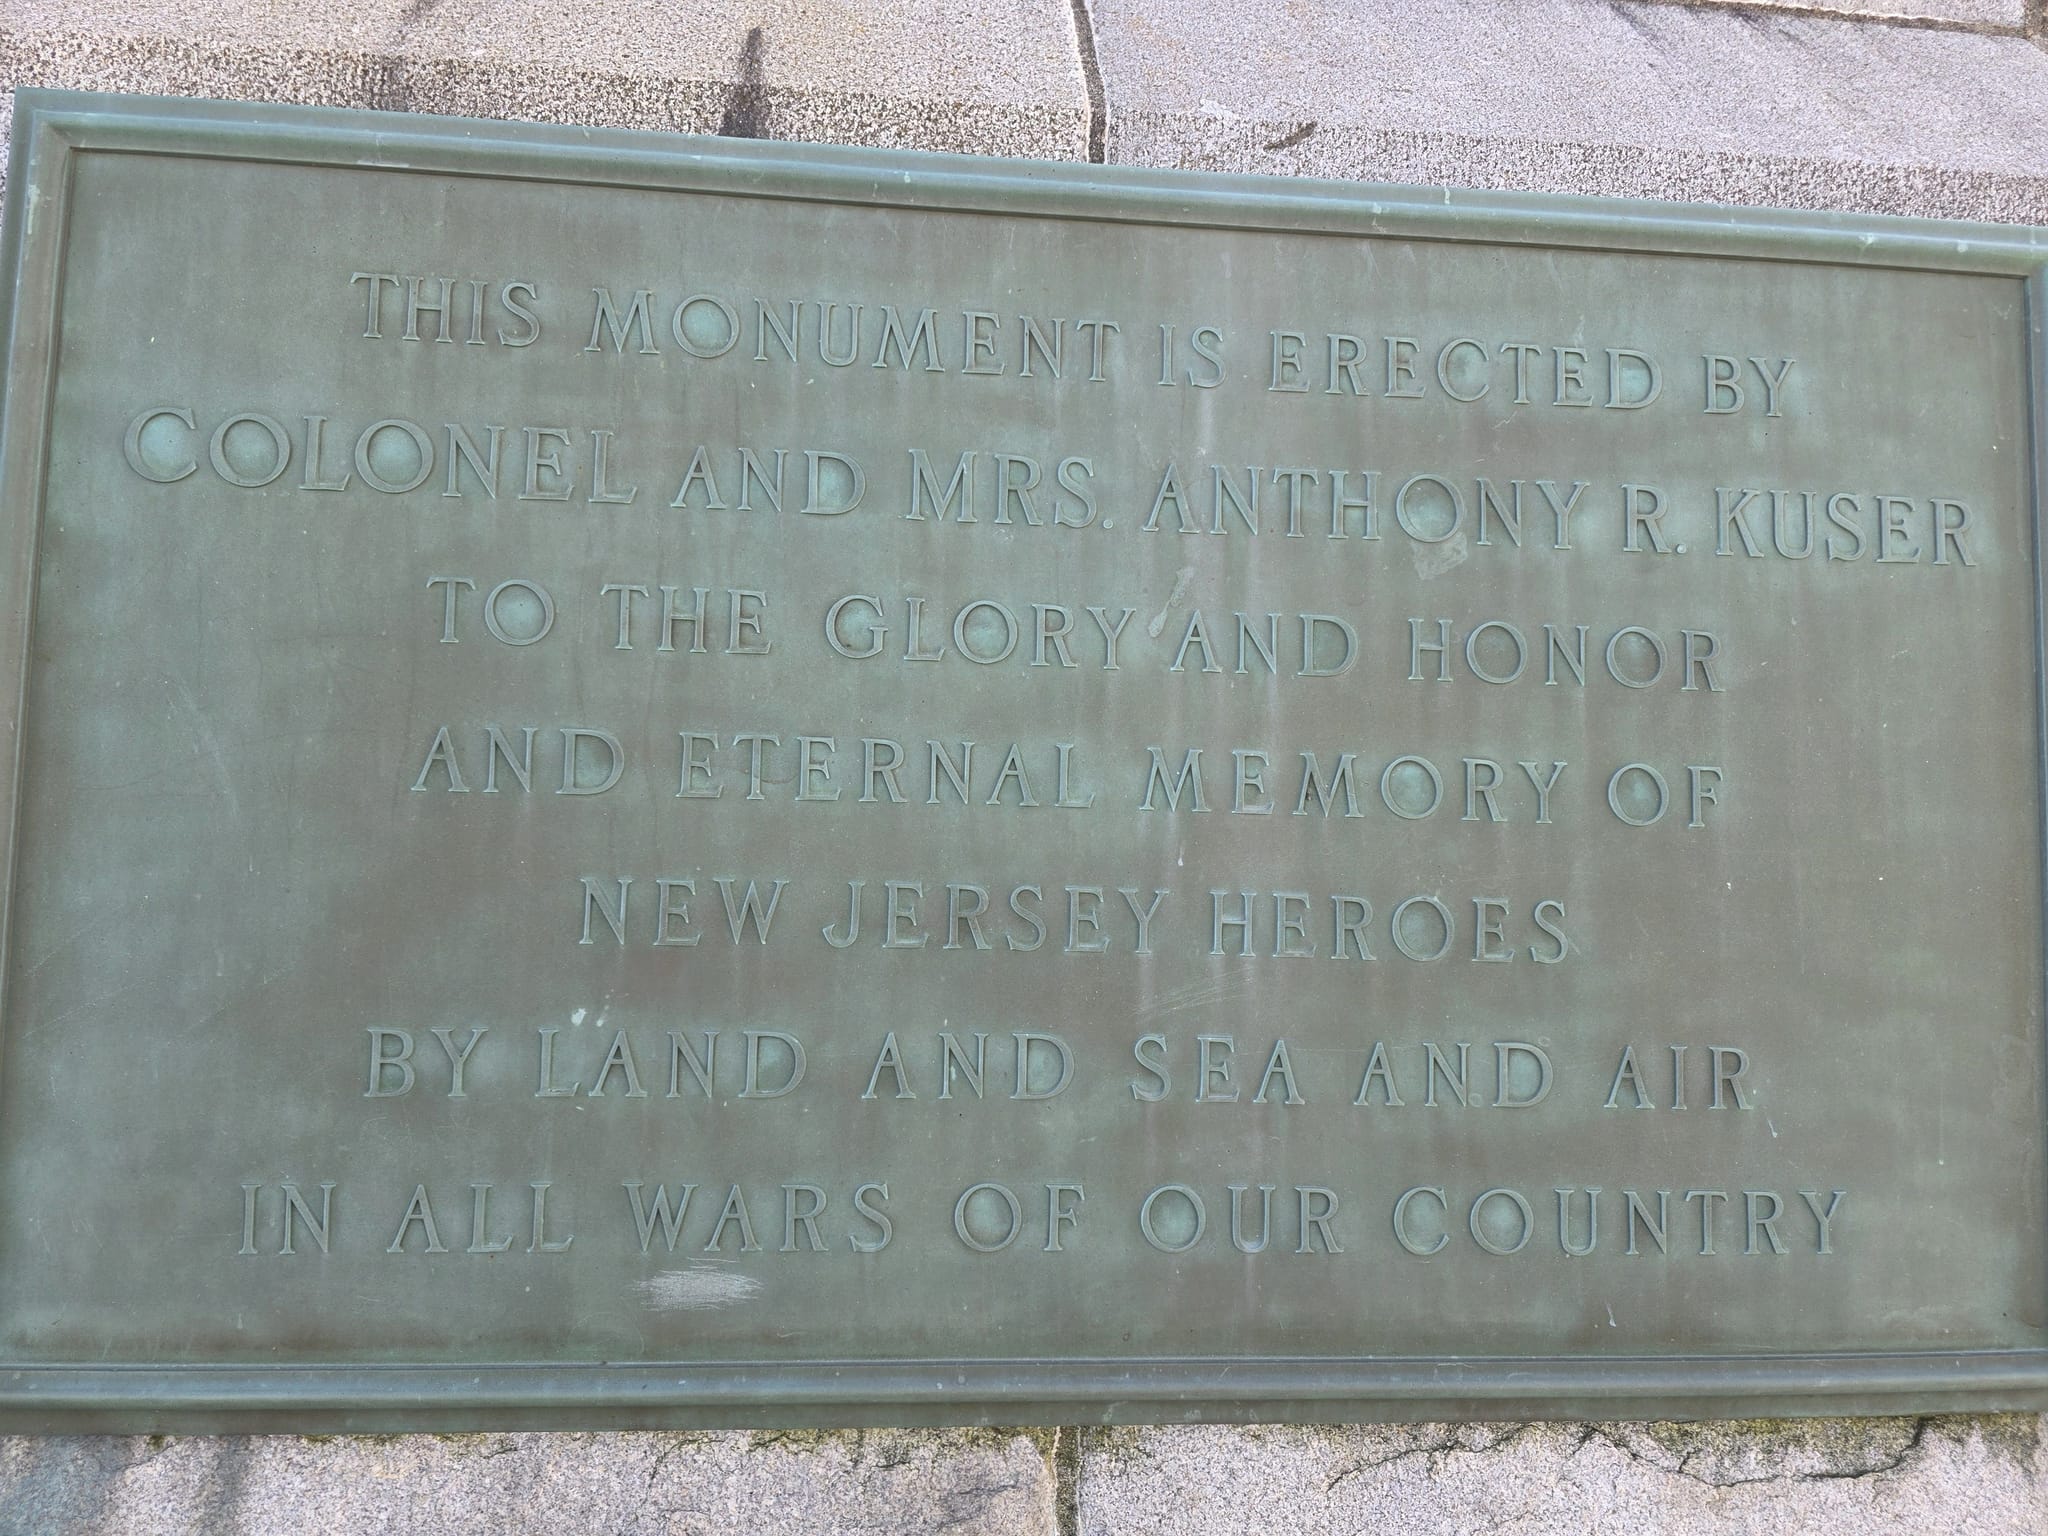 THIS MONUMENT IS ERECTED BY
COLONEL AND MRS. ANTHONY R. KUSER
TO THE GLORY AND HONOR
AND ETERNAL MEMORY OF
NEW JERSEY HEROES
BY LAND AND SEA AND AIR
IN ALL WARS OF OUR COUNTRY